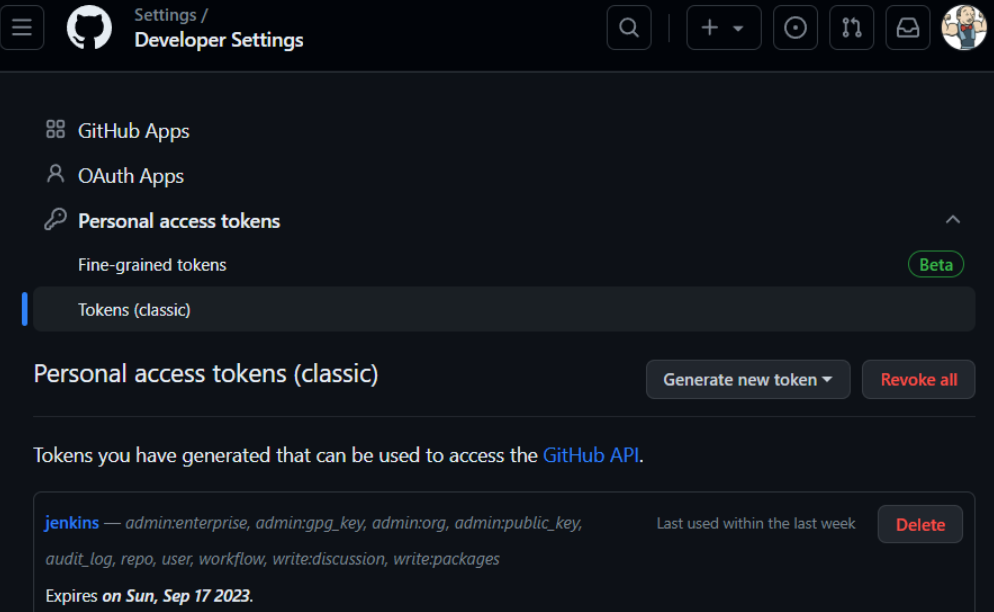 Settings /
Developer Settings
GitHub Apps
OAuth Apps
Personal access tokens
Fine-grained tokens
Beta
Tokens (classic)
Personal access tokens (classic)
Generate new token
Revoke all
Tokens you have generated that can be used to access the GitHub API.
jenkins — admin:enterprise, admin:gpg_key, admin:org, admin:public_key,
audit_log, repo, user, workflow, write:discussion, write:packages
Last used within the last week
Delete
Expires on Sun, Sep 17 2023.